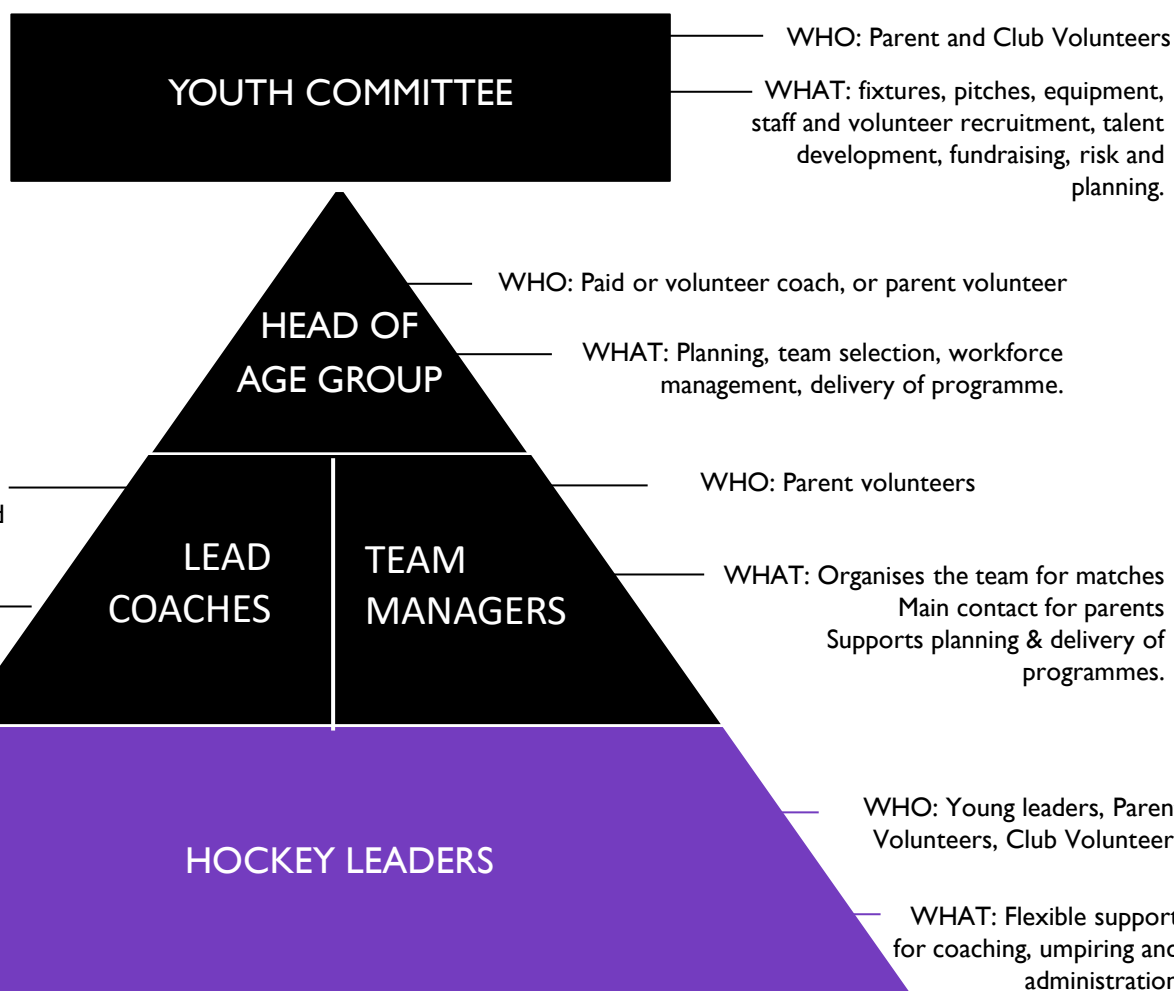 YOUTH COMMITTEE
WHO: Parent and Club Volunteers
WHAT: fixtures, pitches, equipment,
staff and volunteer recruitment, talent
development, fundraising, risk and
planning.
HEAD OF
AGE GROUP
WHO: Paid or volunteer coach, or parent volunteer
WHAT: Planning, team selection, workforce
management, delivery of programme.
LEAD
COACHES
TEAM
MANAGERS
WHO: Parent volunteers
WHAT: Organises the team for matches
Main contact for parents
Supports planning & delivery of
programmes.
HOCKEY LEADERS
WHO: Young leaders, Paren
Volunteers, Club Volunteer
WHAT: Flexible support
for coaching, umpiring and
administration